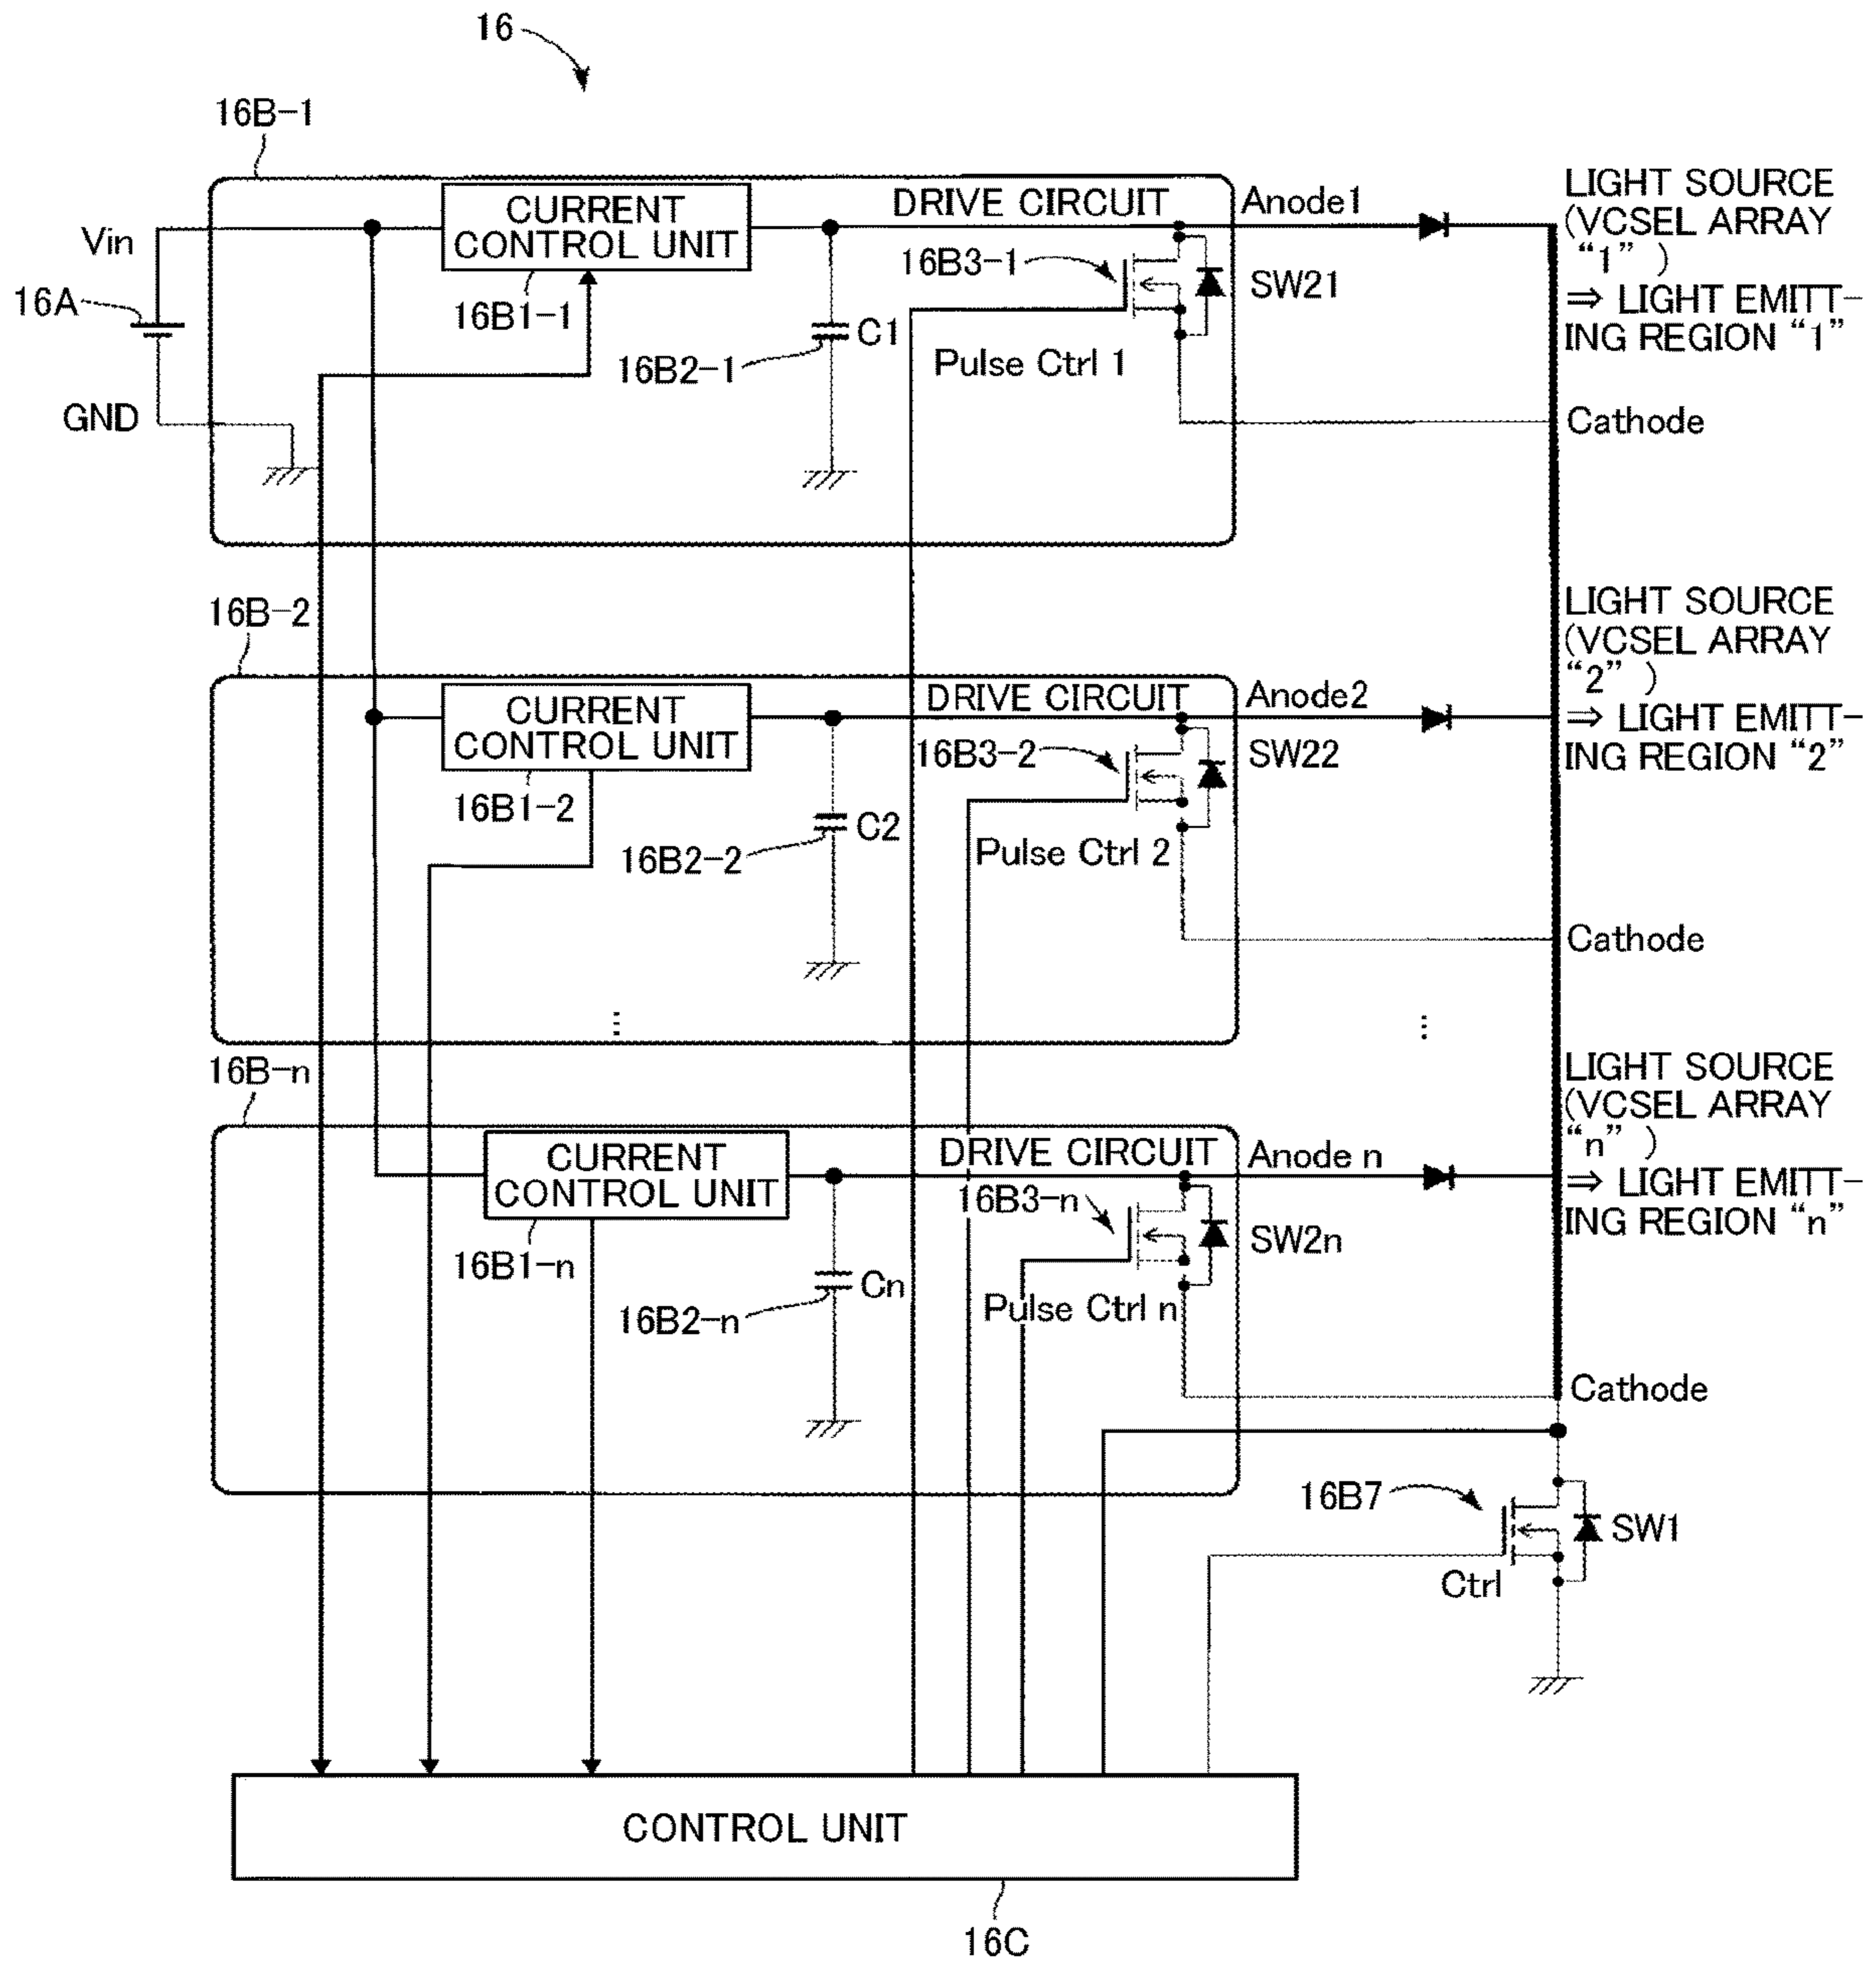 16
16B-1
Vin
16A
GND
CURRENT
CONTROL UNIT
16B1-1
16B2-1
C1
DRIVE CIRCUIT
16B3-1
Pulse Ctrl 1
Anode1
SW21
LIGHT SOURCE
(VCSEL ARRAY
“1” )
⇒ LIGHT EMITT-
ING REGION “1”
Cathode
16B-2
CURRENT
CONTROL UNIT
16B1-2
16B2-2
C2
DRIVE CIRCUIT
16B3-2
Pulse Ctrl 2
Anode2
SW22
LIGHT SOURCE
(VCSEL ARRAY
“2” )
⇒ LIGHT EMITT-
ING REGION “2”
Cathode
⋮
⋮
16B-n
CURRENT
CONTROL UNIT
16B1-n
16B2-n
Cn
DRIVE CIRCUIT
16B3-n
Pulse Ctrl n
Anode n
SW2n
LIGHT SOURCE
(VCSEL ARRAY
“n” )
⇒ LIGHT EMITT-
ING REGION “n”
Cathode
16B7
SW1
Ctrl
CONTROL UNIT
16C